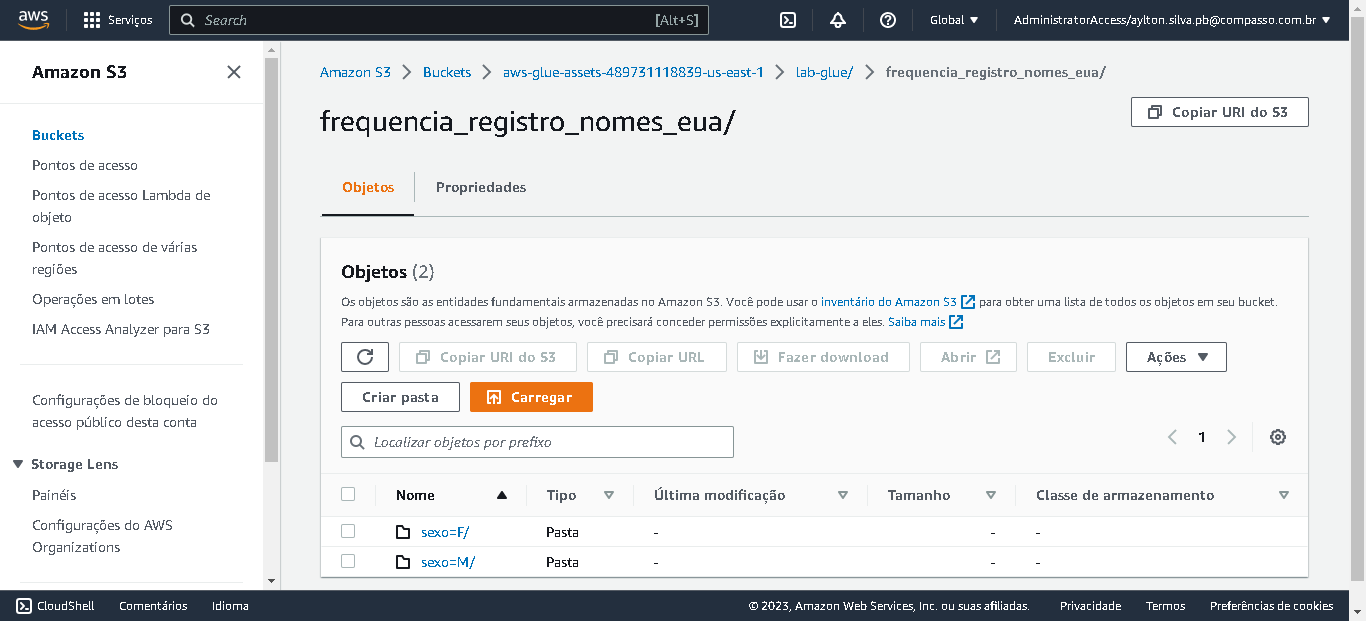 aws
Serviços
Search
[Alt+S]
Global
AdministratorAccess/aylton.silva.pb@compasso.com.br
Amazon S3
Buckets
Pontos de acesso
Pontos de acesso Lambda de
objeto
Pontos de acesso de várias
regiões
Operações em lotes
IAM Access Analyzer para S3
Configurações de bloqueio do
acesso público desta conta
Storage Lens
Painéis
Configurações do AWS
Organizations
Amazon S3 > Buckets > aws-glue-assets-489731118839-us-east-1 > lab-glue/ > frequencia_registro_nomes_eua/
frequencia_registro_nomes_eua/
Copiar URI do S3
Objetos
Propriedades
Objetos (2)
Os objetos são as entidades fundamentais armazenadas no Amazon S3. Você pode usar o inventário do Amazon S3 para obter uma lista de todos os objetos em seu bucket.
Para outras pessoas acessarem seus objetos, você precisará conceder permissões explicitamente a eles. Saiba mais
Copiar URI do S3
Copiar URL
Fazer download
Abrir
Excluir
Ações
Criar pasta
Carregar
Localizar objetos por prefixo
1
Nome Tipo Última modificação Tamanho Classe de armazenamento
sexo=F/ Pasta - - -
sexo=M/ Pasta - - -
CloudShell Comentários Idioma
© 2023, Amazon Web Services, Inc. ou suas afiliadas. Privacidade Termos Preferências de cookies